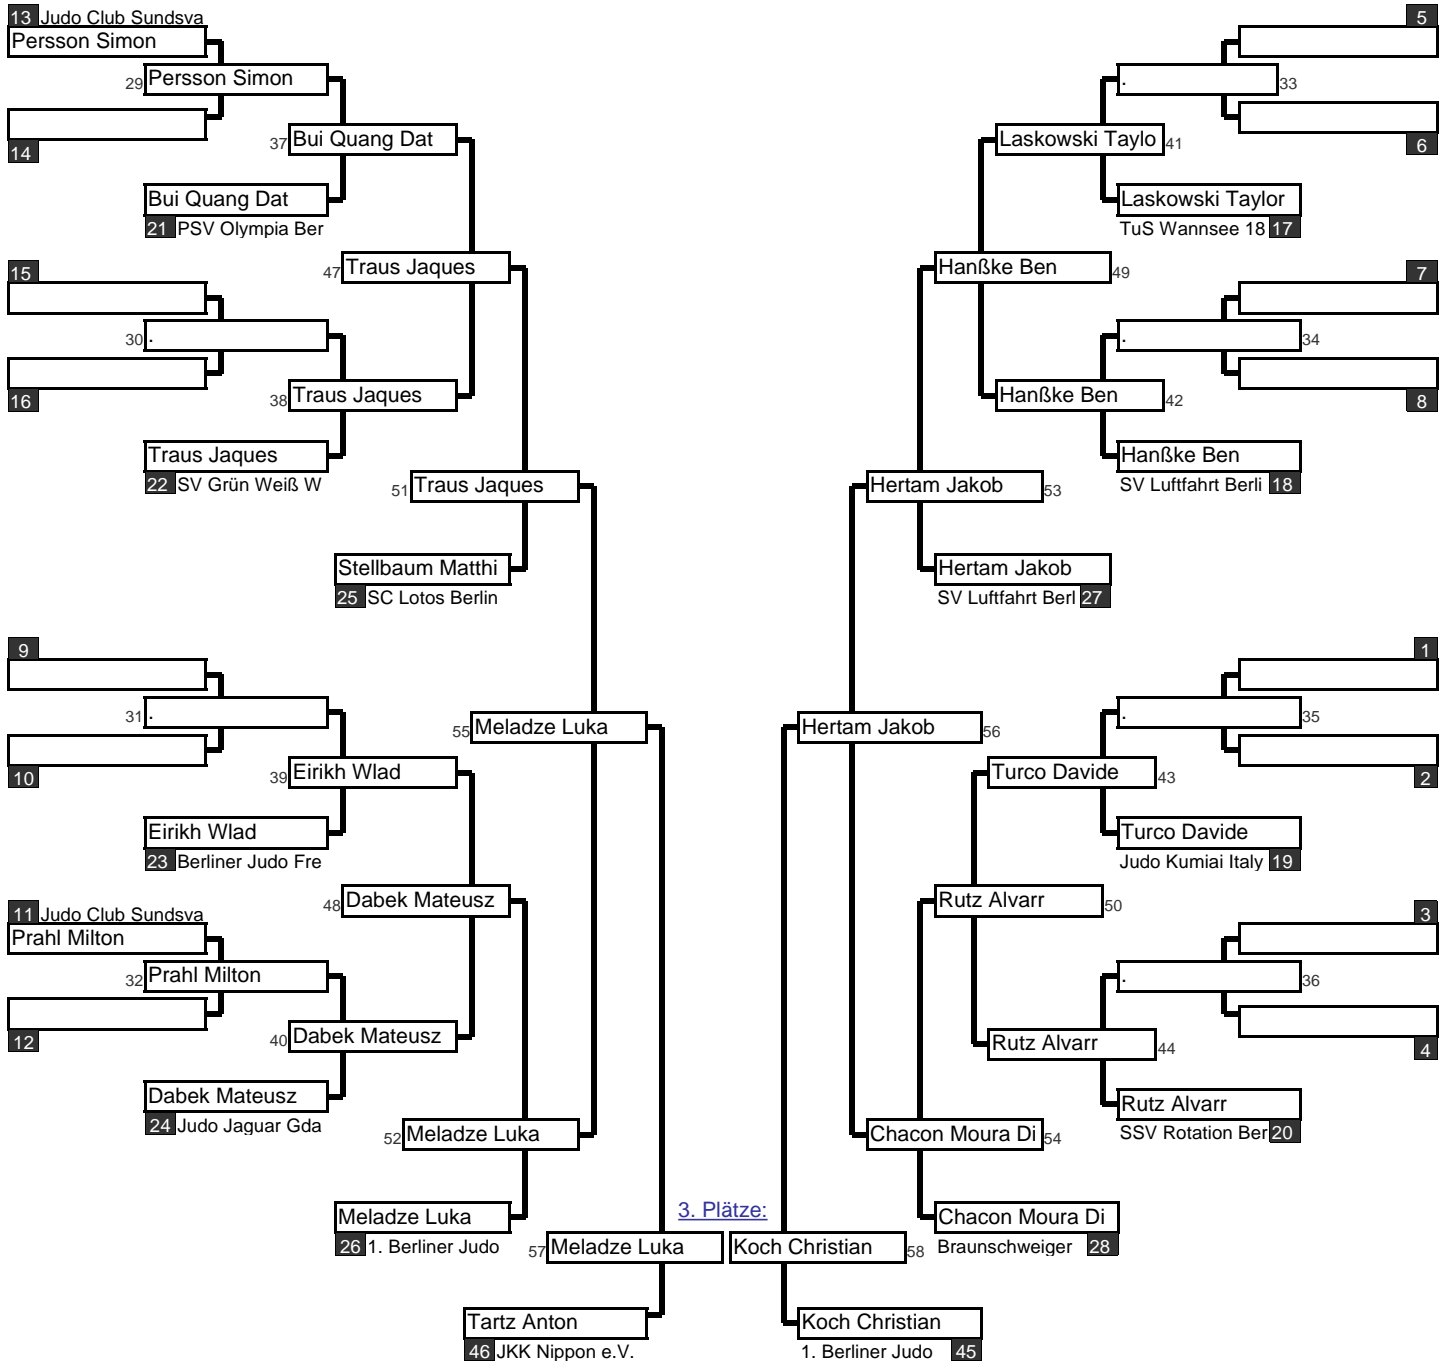 13 Judo Club Sundsva
Persson Simon
29 Persson Simon
14
37 Bui Quang Dat
Bui Quang Dat
21 PSV Olympia Ber
47 Traus Jaques
15
30 .
16
38 Traus Jaques
Traus Jaques
22 SV Grün Weiß W
51 Traus Jaques
Stellbaum Matthi
25 SC Lotos Berlin
9
31 .
10
55 Meladze Luka
39 Eirikh Wlad
Eirikh Wlad
23 Berliner Judo Fre
48 Dabek Mateusz
11 Judo Club Sundsva
Prahl Milton
32 Prahl Milton
12
40 Dabek Mateusz
Dabek Mateusz
24 Judo Jaguar Gda
52 Meladze Luka
Meladze Luka
26 1. Berliner Judo
57 Meladze Luka
Tartz Anton
46 JKK Nippon e.V.
3. Plätze:
5
. 33
6
Laskowski Taylo 41
Laskowski Taylor
TuS Wannsee 18 17
Hanßke Ben 49
7
. 34
8
Hanßke Ben 42
Hanßke Ben
SV Luftfahrt Berli 18
Hertam Jakob 53
Hertam Jakob
SV Luftfahrt Berl 27
1
. 35
2
Hertam Jakob 56
Turco Davide 43
Turco Davide
Judo Kumiai Italy 19
Rutz Alvarr 50
3
. 36
4
Rutz Alvarr 44
Rutz Alvarr
SSV Rotation Ber 20
Chacon Moura Di 54
Chacon Moura Di
Braunschweiger 28
Koch Christian 58
Koch Christian
1. Berliner Judo 45